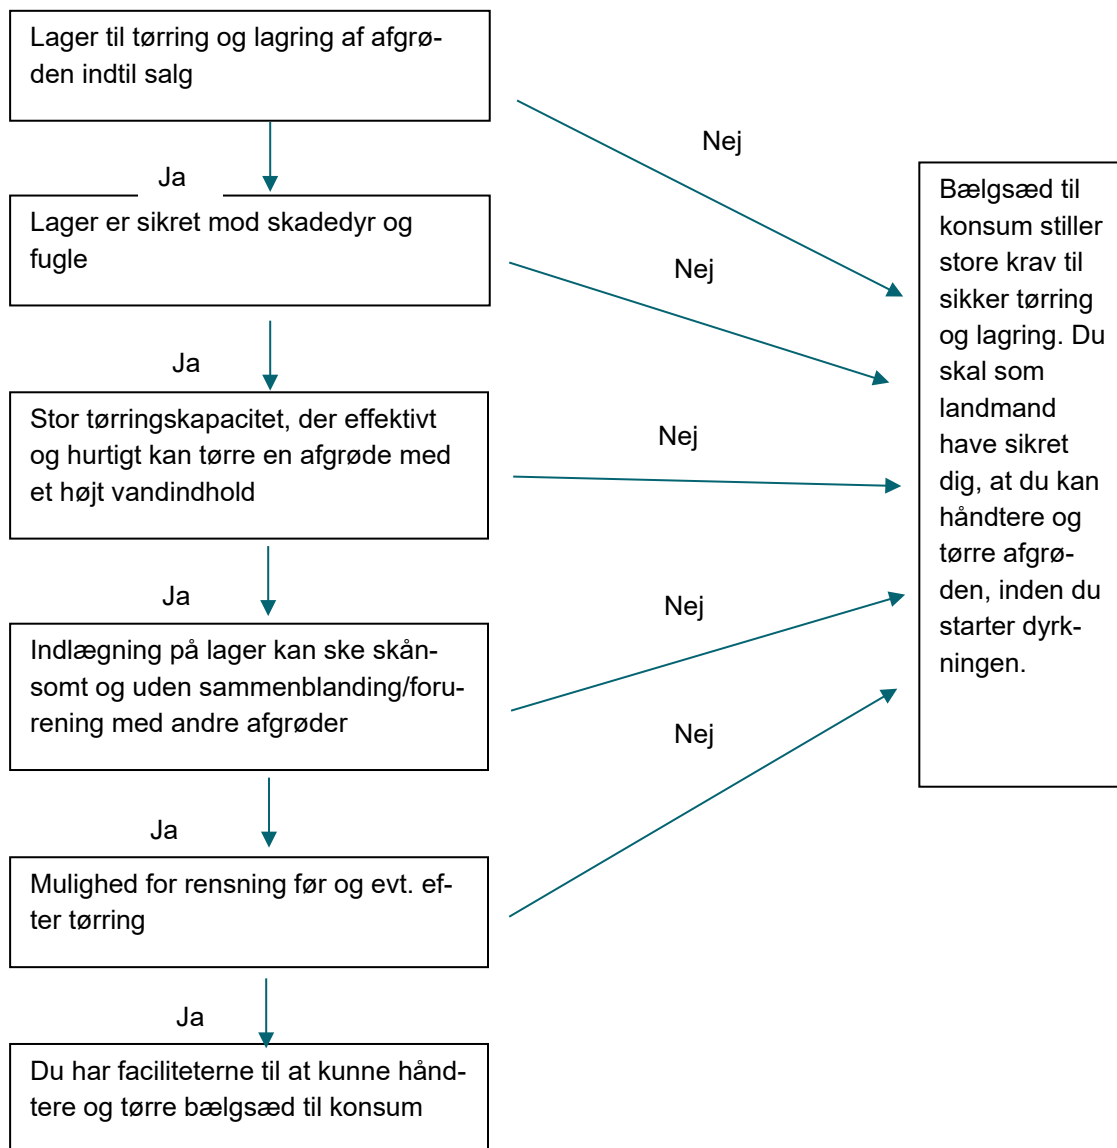 Lager til tørring og lagring af afgrø-
den indtil salg
Nej
Ja
Lager er sikret mod skadedyr og
fugle
Nej
Ja
Stor tørringskapacitet, der effektivt
og hurtigt kan tørre en afgrøde med
et højt vandindhold
Nej
Ja
Indlægning på lager kan ske skån-
somt og uden sammenblanding/foru-
rening med andre afgrøder
Nej
Ja
Mulighed for rensning før og evt. ef-
ter tørring
Nej
Ja
Du har faciliteterne til at kunne hånd-
tere og tørre bælgsæd til konsum
Bælgsæd til
konsum stiller
store krav til
sikker tørring
og lagring. Du
skal som
landmand
have sikret
dig, at du kan
håndtere og
tørre afgrø-
den, inden du
starter dyrk-
ningen.